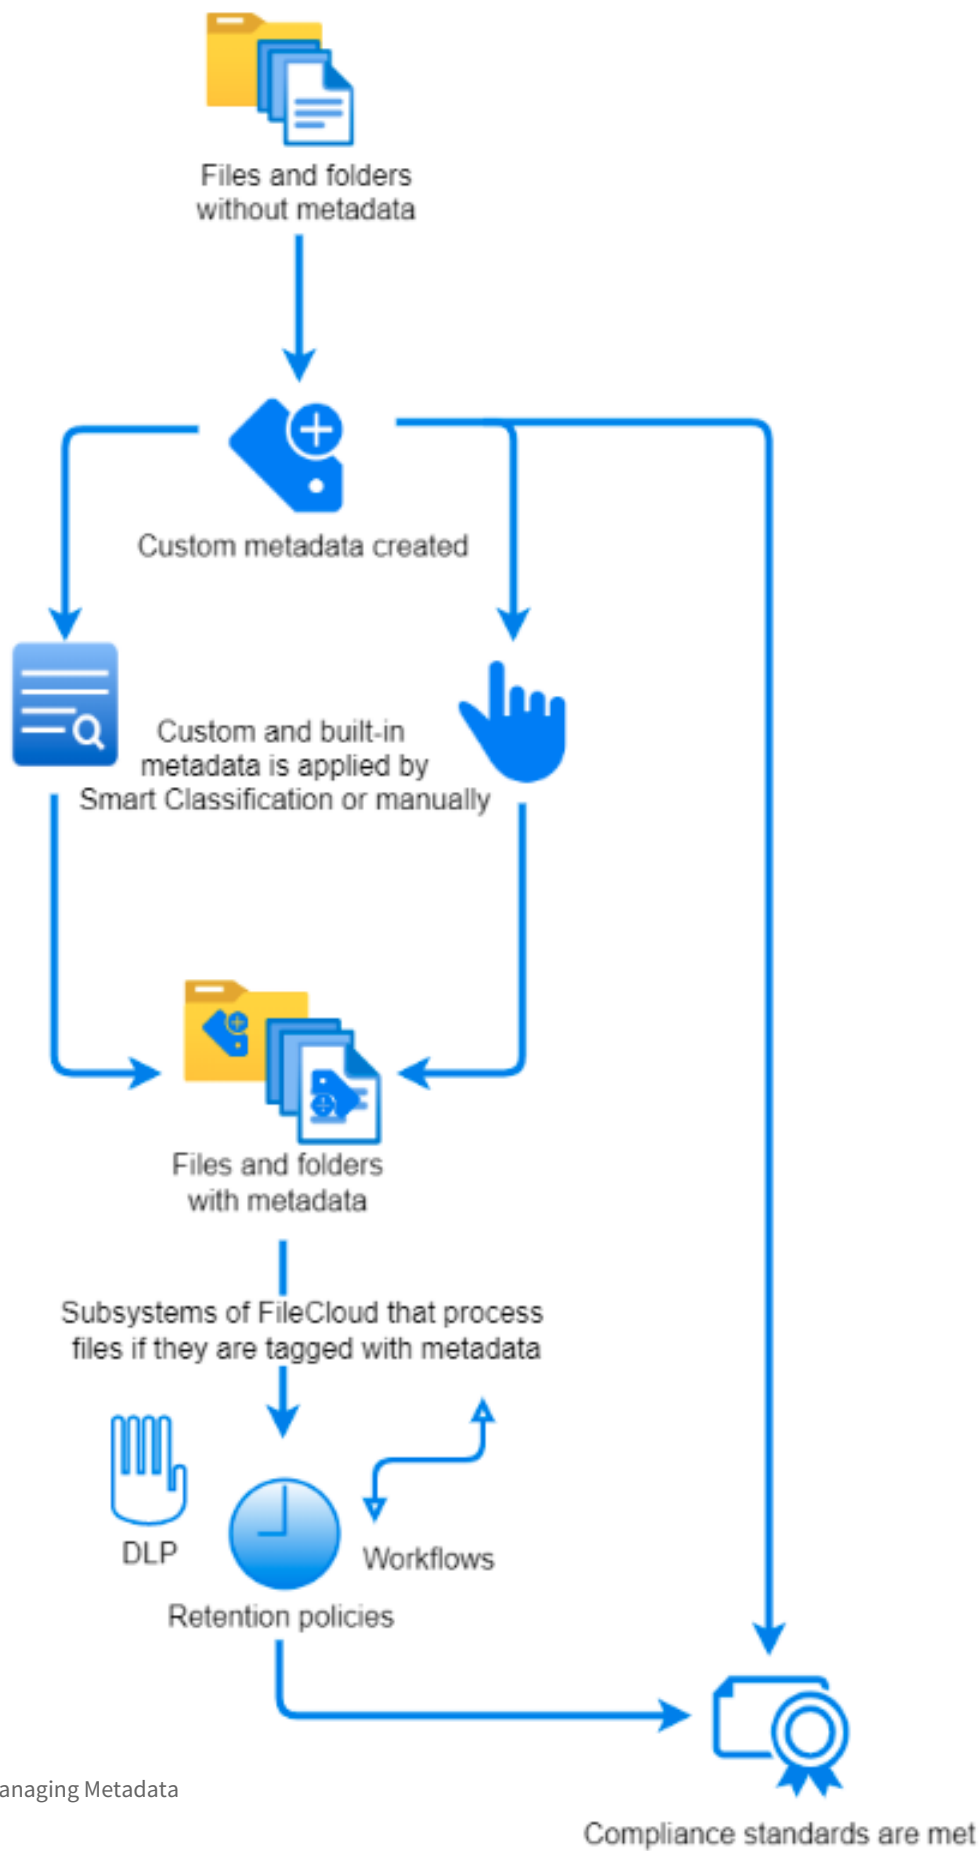 Files and folders
without metadata
Custom metadata created
Custom and built-in
metadata is applied by
Smart Classification or manually
Files and folders
with metadata
Subsystems of FileCloud that process
files if they are tagged with metadata
DLP
Workflows
Retention policies
anaging Metadata
Compliance standards are met